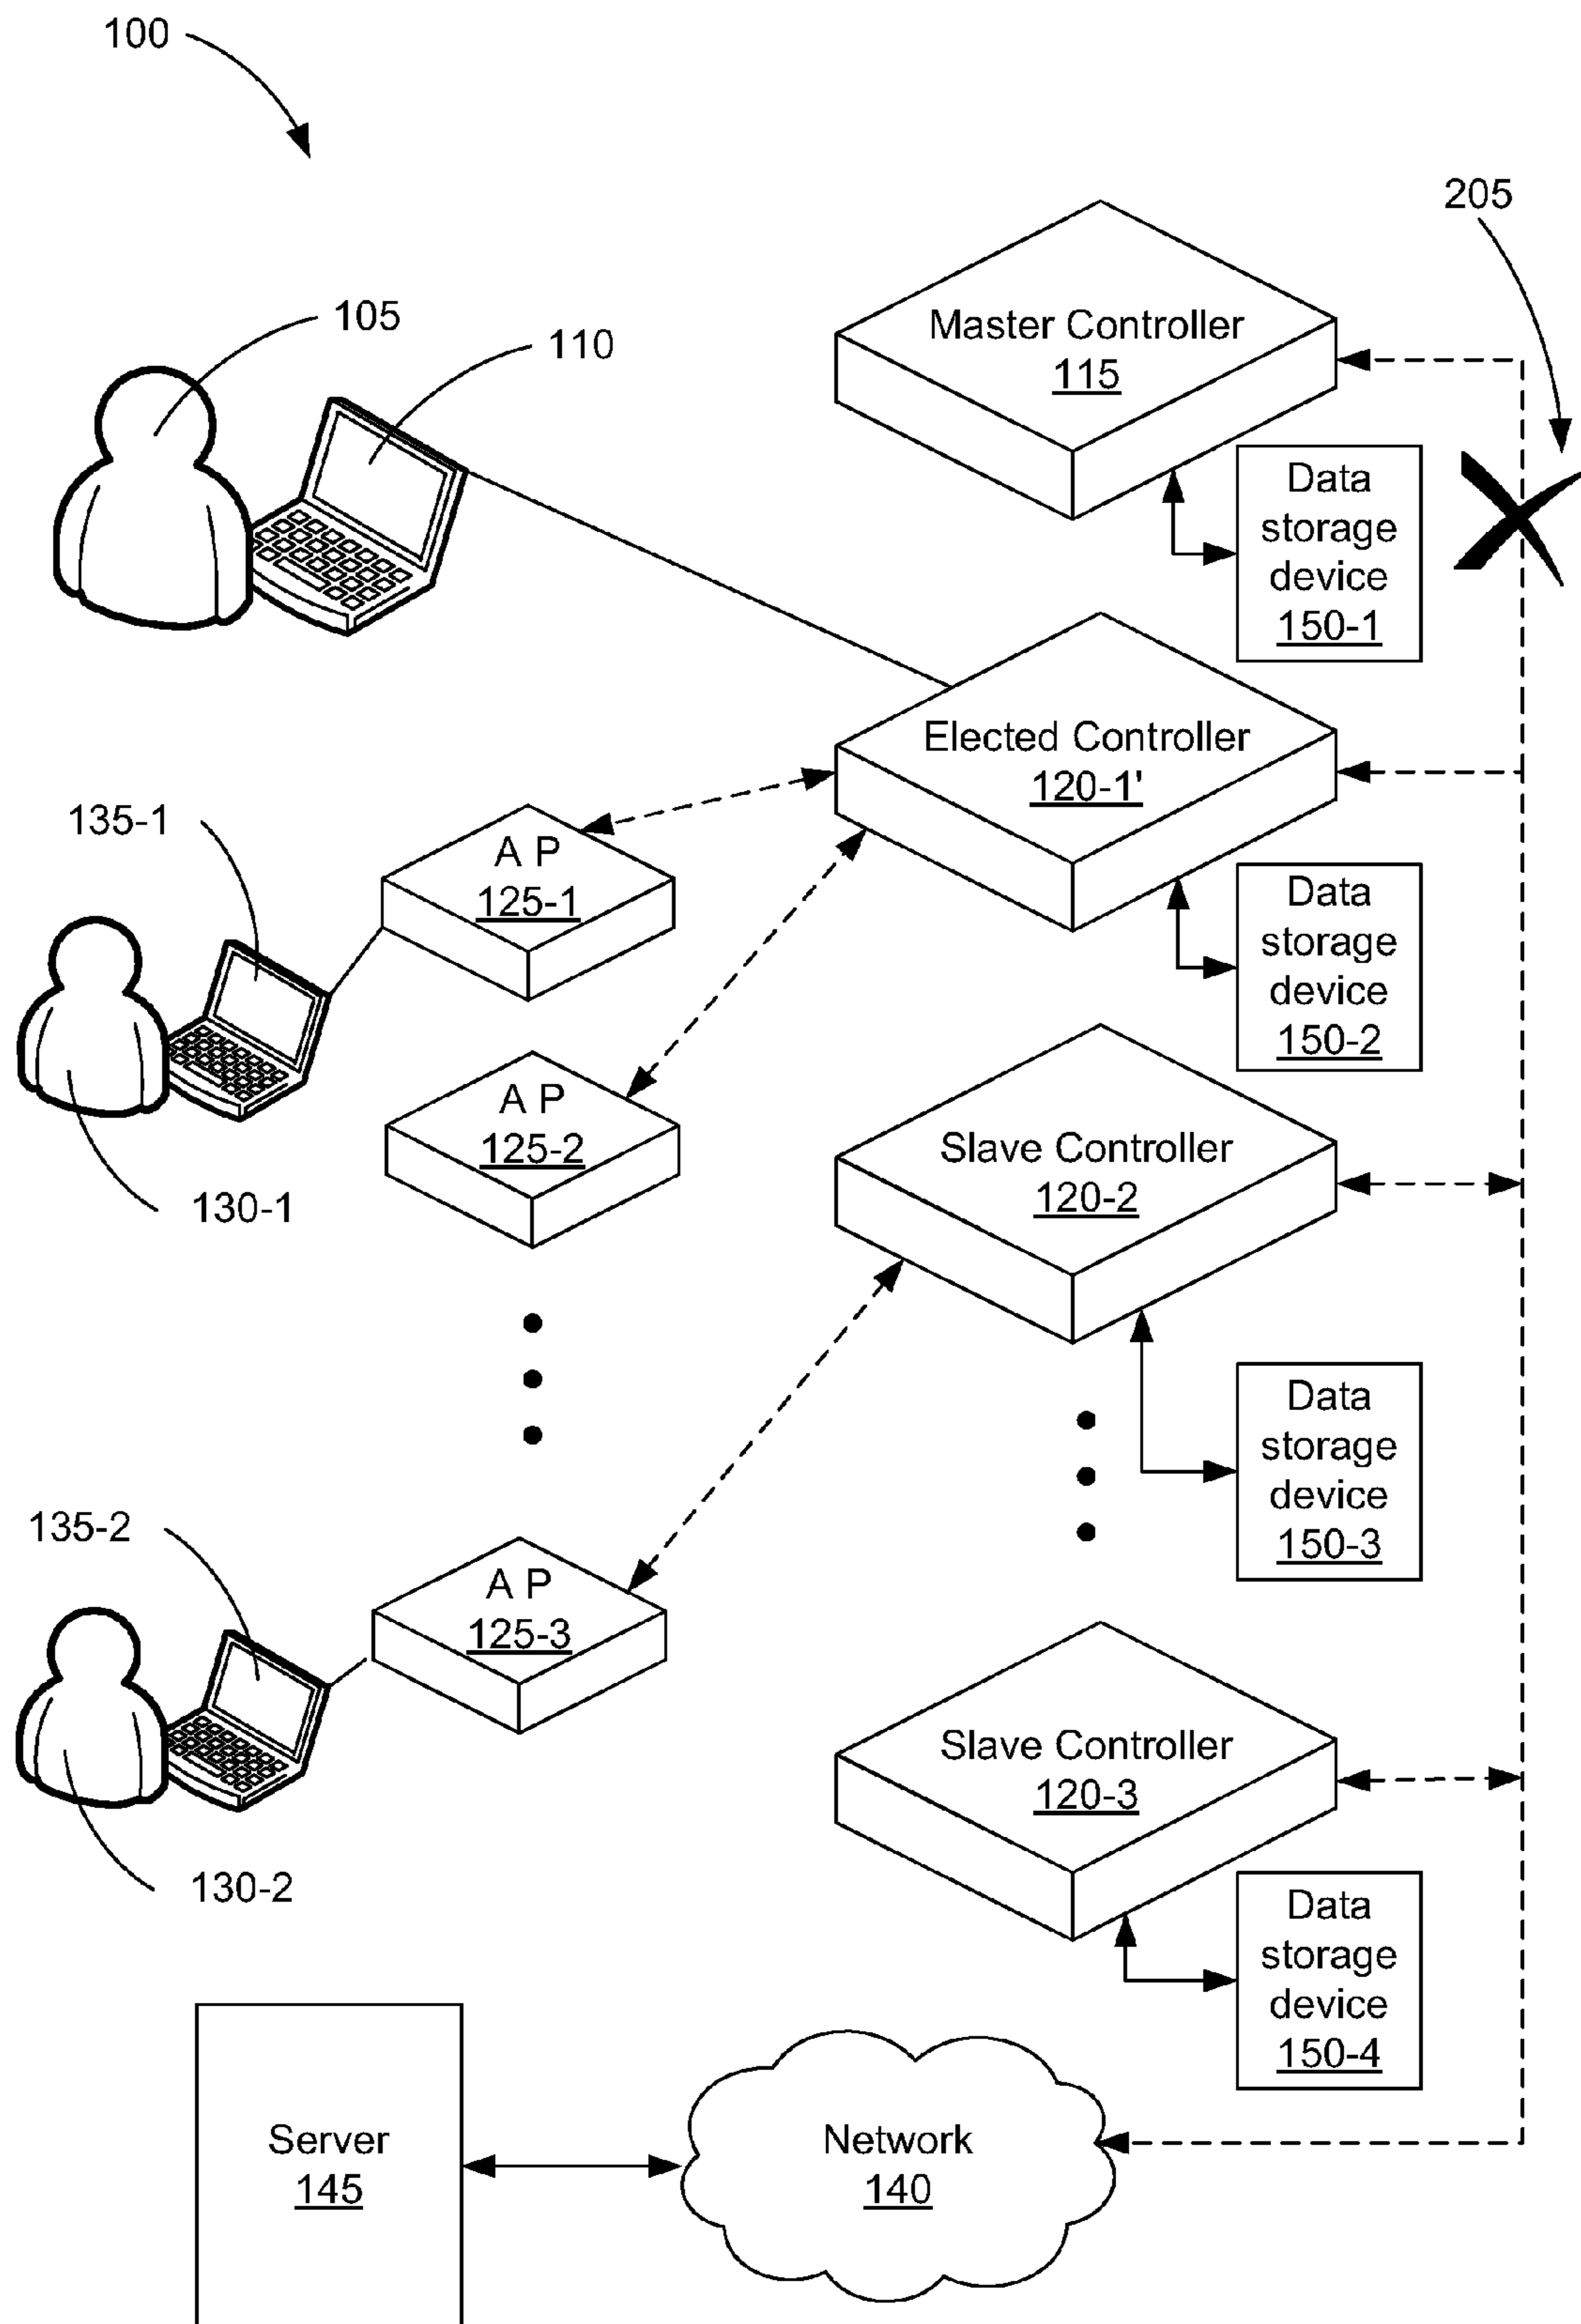 100
205
105
110
Master Controller
115
Data
storage
device
150-1
Elected Controller
120-1'
135-1
A P
125-1
Data
storage
device
150-2
A P
125-2
130-1
Slave Controller
120-2
Data
storage
device
150-3
135-2
A P
125-3
130-2
Slave Controller
120-3
Data
storage
device
150-4
Server
145
Network
140